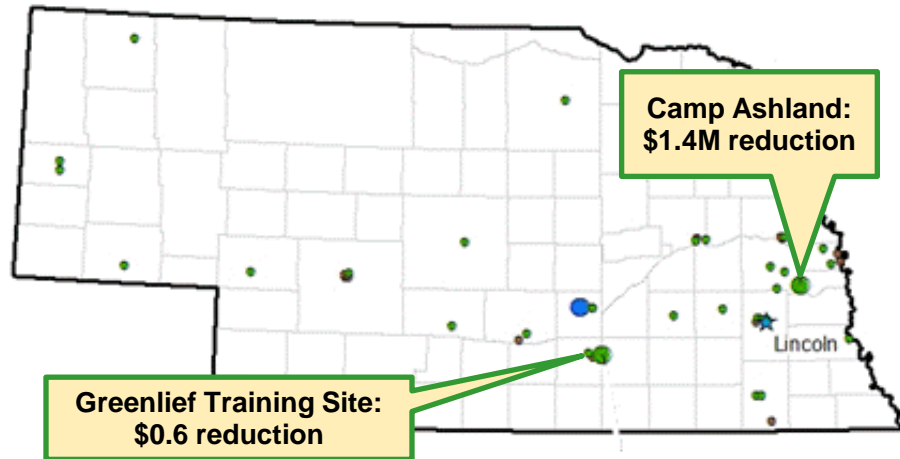 Camp Ashland:
$1.4M reduction
Lincoln
Greenlief Training Site:
$0.6 reduction